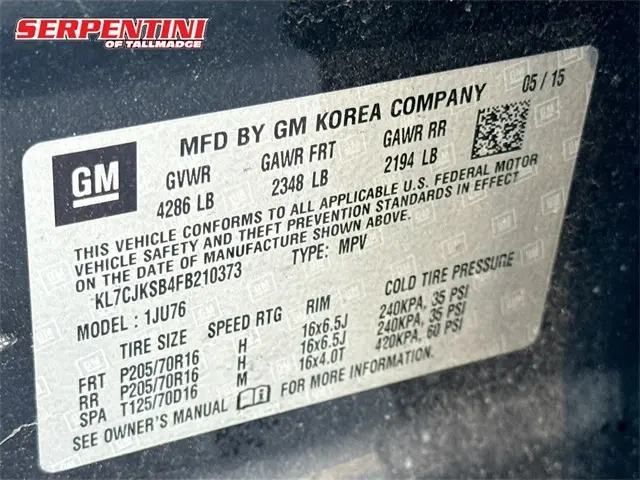 SERPENTINI
OF TALLMADGE
05 / 15
MFD BY GM KOREA COMPANY
GM
GVWR GAWR FRT GAWR RR
4286 LB 2348 LB 2194 LB
THIS VEHICLE CONFORMS TO ALL APPLICABLE U.S. FEDERAL MOTOR
VEHICLE SAFETY AND THEFT PREVENTION STANDARDS IN EFFECT
ON THE DATE OF MANUFACTURE SHOWN ABOVE.
KL7CJKSB4FB210373 TYPE: MPV
MODEL : 1JU76
TIRE SIZE SPEED RTG RIM COLD TIRE PRESSURE
FRT P205/70R16 H 16x6.5J 240KPA, 35 PSI
RR P205/70R16 H 16x6.5J 240KPA, 35 PSI
SPA T125/70D16 M 16x4.0T 420KPA, 60 PSI
SEE OWNER'S MANUAL FOR MORE INFORMATION.